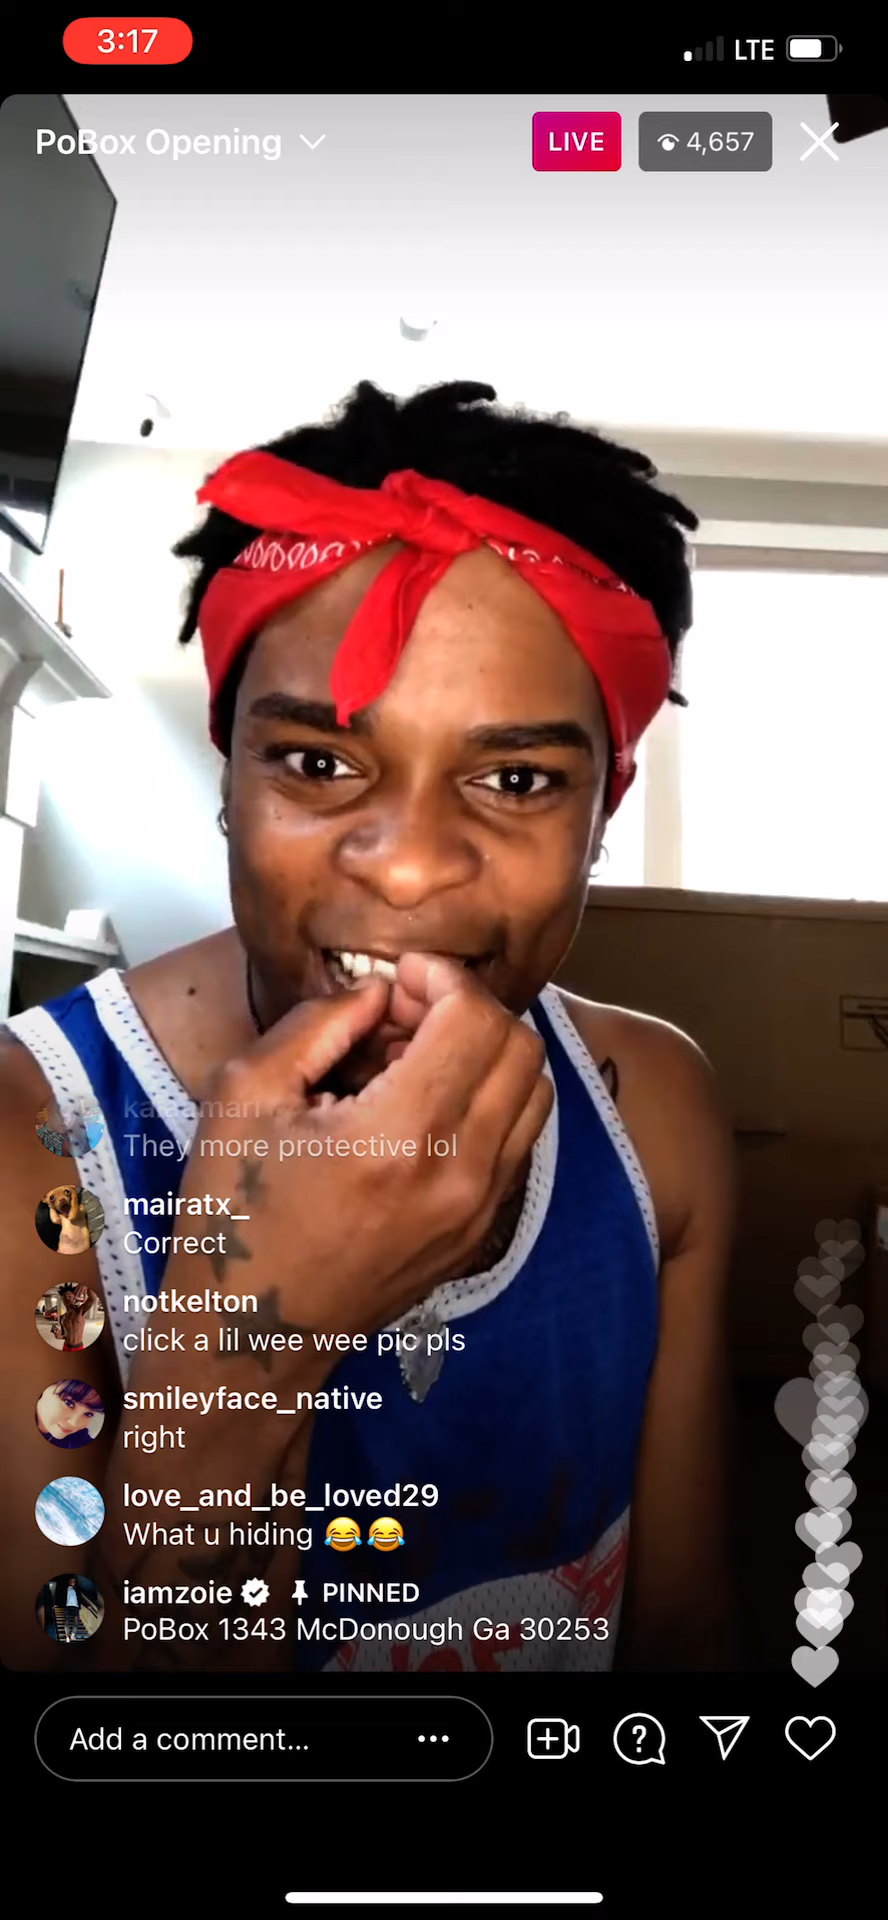 3:17
LTE
PoBox Opening
LIVE
4,657
kalaamari
They more protective lol
mairatx_
Correct
notkelton
click a lil wee wee pic pls
smileyface_native
right
love_and_be_loved29
What u hiding 😂😂
iamzoie PINNED
PoBox 1343 McDonough Ga 30253
Add a comment...